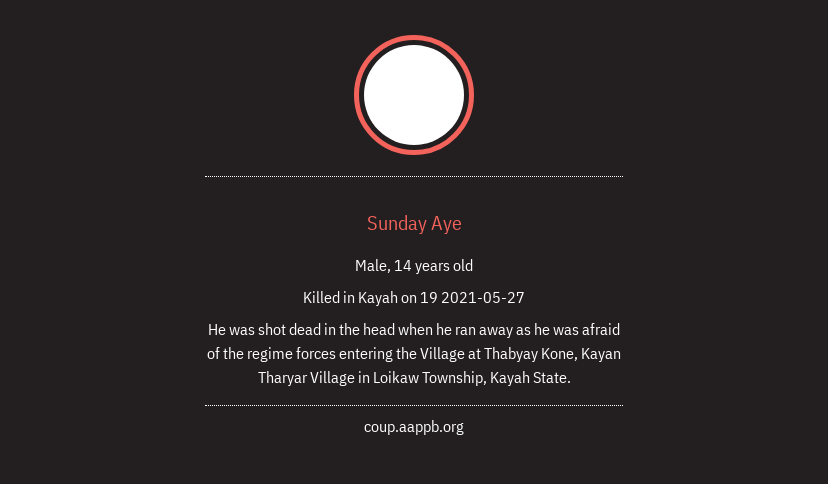 Sunday Aye
Male, 14 years old
Killed in Kayah on 19 2021-05-27
He was shot dead in the head when he ran away as he was afraid
of the regime forces entering the Village at Thabyay Kone, Kayan
Tharyar Village in Loikaw Township, Kayah State.
coup.aappb.org